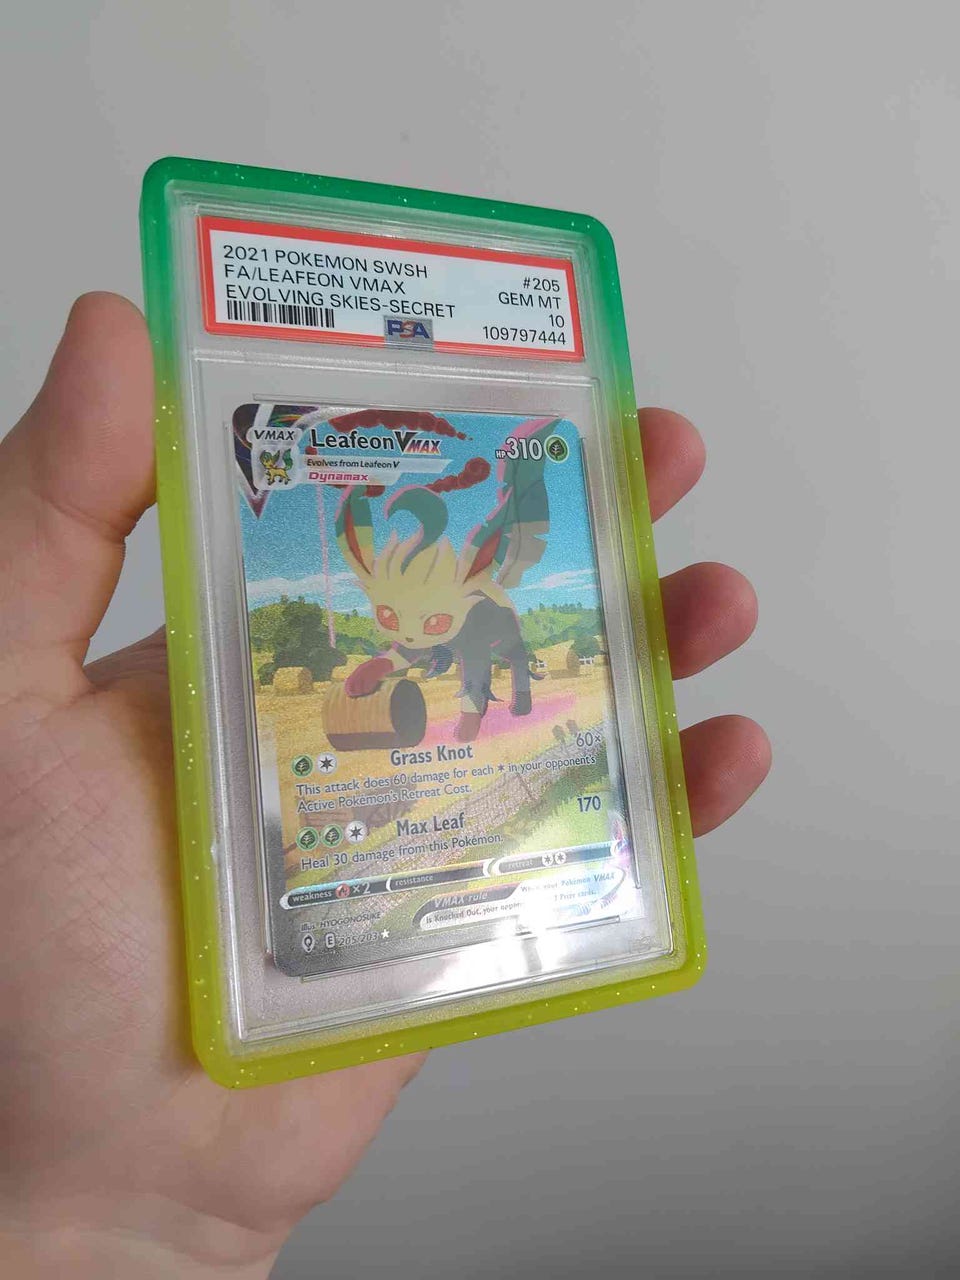 2021 POKEMON SWSH #205
FA/LEAFEON VMAX GEM MT
EVOLVING SKIES-SECRET 10
PSA 109797444
VMAX Leafeon VMAX HP 310
Evolves from Leafeon V
Dynamax
Grass Knot 60×
This attack does 60 damage for each in your opponent's
Active Pokémon's Retreat Cost.
Max Leaf 170
Heal 30 damage from this Pokémon.
weakness ×2 resistance retreat
VMAX rule When your Pokémon VMAX
is Knocked Out, your 3 Prize cards.
illus. HYOGONOSUKE
E 205/203